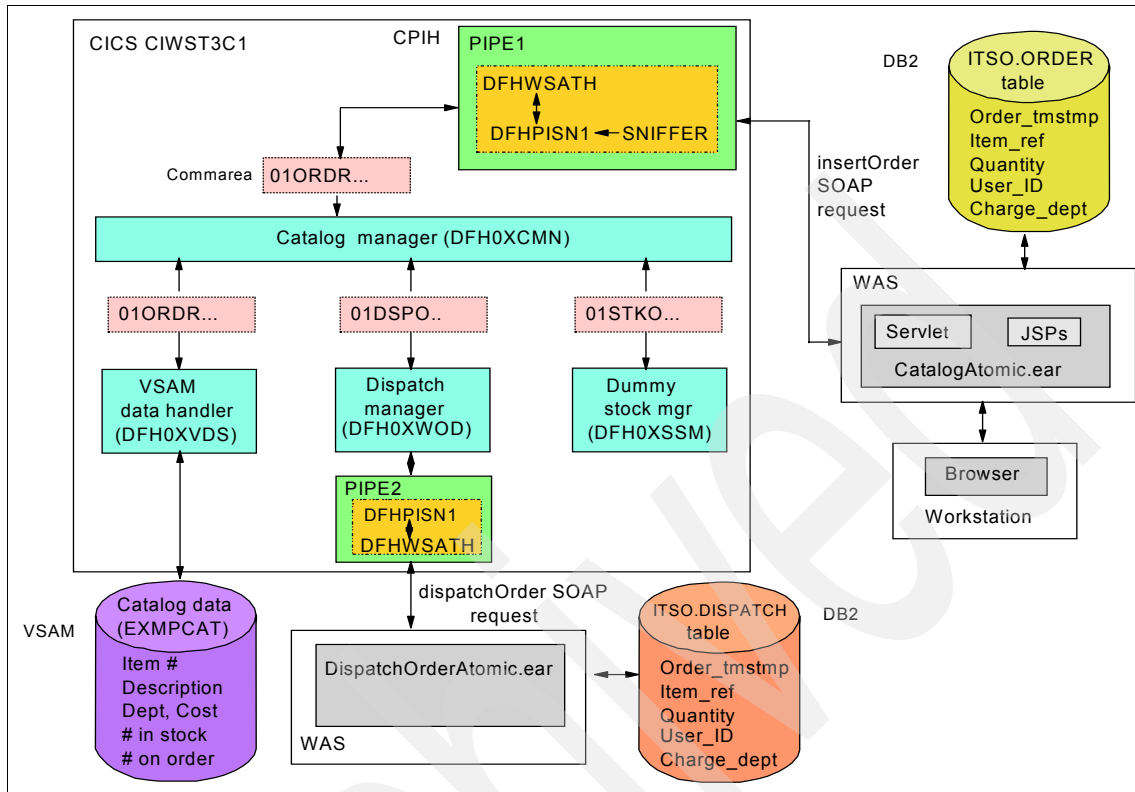 CICS CIWST3C1
CPIH
PIPE1
DFHWSATH
DFHPISN1
SNIFFER
Commarea
01ORDR...
Catalog manager (DFH0XCMN)
01ORDR...
01DSPO..
01STKO...
VSAM
data handler
(DFH0XVDS)
Dispatch
manager
(DFH0XWOD)
Dummy
stock mgr
(DFH0XSSM)
PIPE2
DFHPISN1
DFHWSATH
DB2
ITSO.ORDER
table
Order_tmstmp
Item_ref
Quantity
User_ID
Charge_dept
insertOrder
SOAP
request
WAS
Servlet
JSPs
CatalogAtomic.ear
Browser
Workstation
VSAM
Catalog data
(EXMPCAT)
Item #
Description
Dept, Cost
# in stock
# on order
dispatchOrder SOAP
request
DispatchOrderAtomic.ear
WAS
ITSO.DISPATCH
table
DB2
Order_tmstmp
Item_ref
Quantity
User_ID
Charge_dept